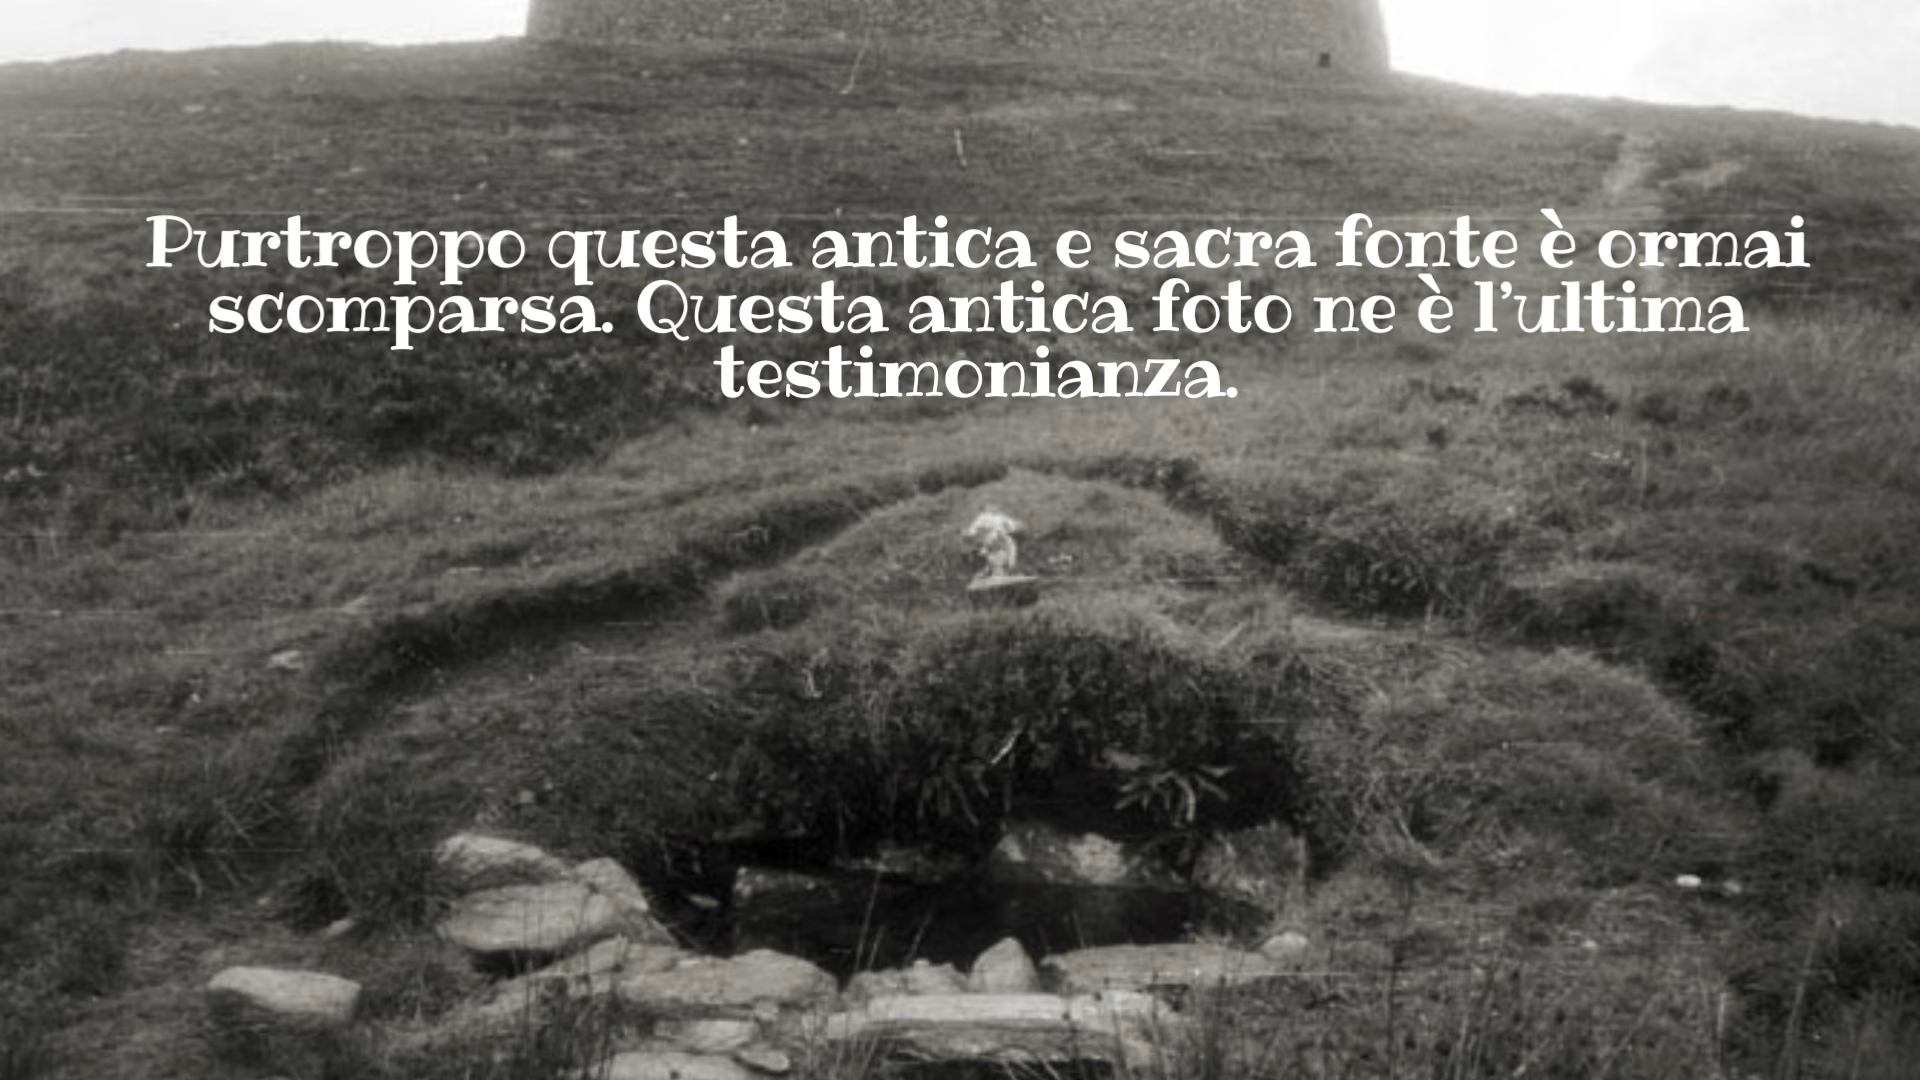 Purtroppo questa antica e sacra fonte è ormai
scomparsa. Questa antica foto ne è l'ultima
testimonianza.